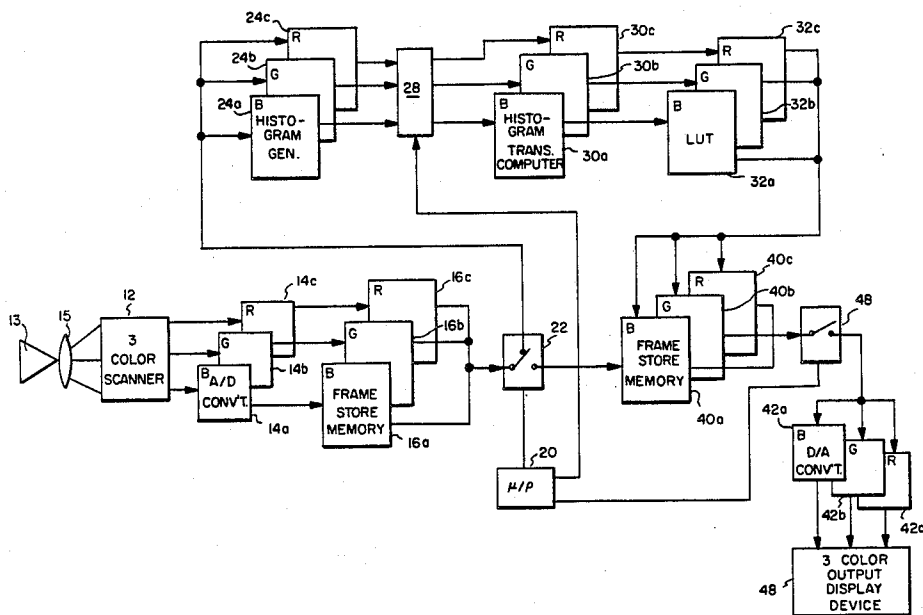 24c
R
24b
G
24a
B
HISTO-
GRAM
GEN.
28
30c
R
30b
G
B
HISTO-
GRAM
TRANS.
COMPUTER
30a
32c
R
G
32b
B
LUT
32a
13
15
12
3
COLOR
SCANNER
14c
R
G
14b
B
A/D
CONV'T.
14a
16c
R
16b
G
B
FRAME
STORE
MEMORY
16a
22
20
μ/P
40c
R
40b
G
B
FRAME
STORE
MEMORY
40a
48
42a
B
D/A
CONV'T.
G
R
42b
42c
3 COLOR
OUTPUT
DISPLAY
DEVICE
48